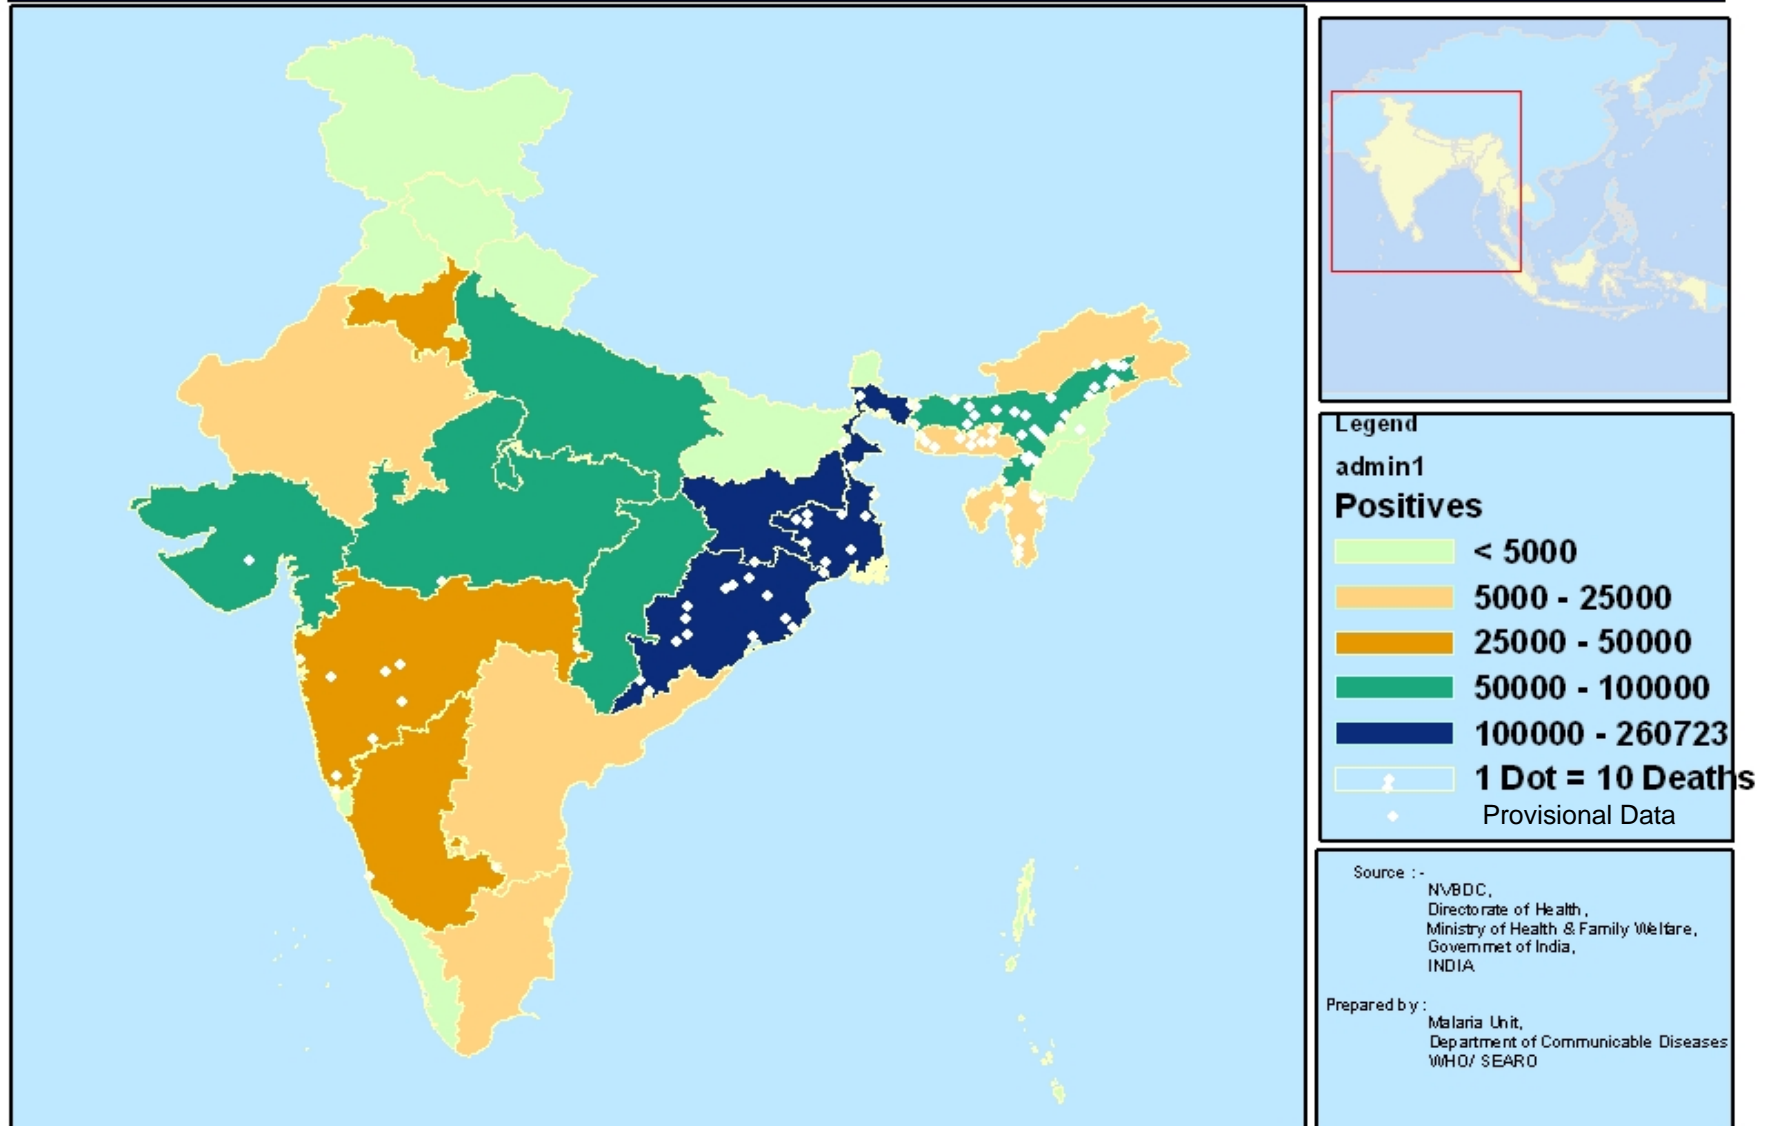 Legend
admin1
Positives
< 5000
5000 - 25000
25000 - 50000
50000 - 100000
100000 - 260723
1 Dot = 10 Deaths
Provisional Data
Source : -
NVBDC,
Directorate of Health,
Ministry of Health & Family Welfare,
Governmet of India,
INDIA
Prepared by :
Malaria Unit,
Department of Communicable Diseases
WHO/ SEARO